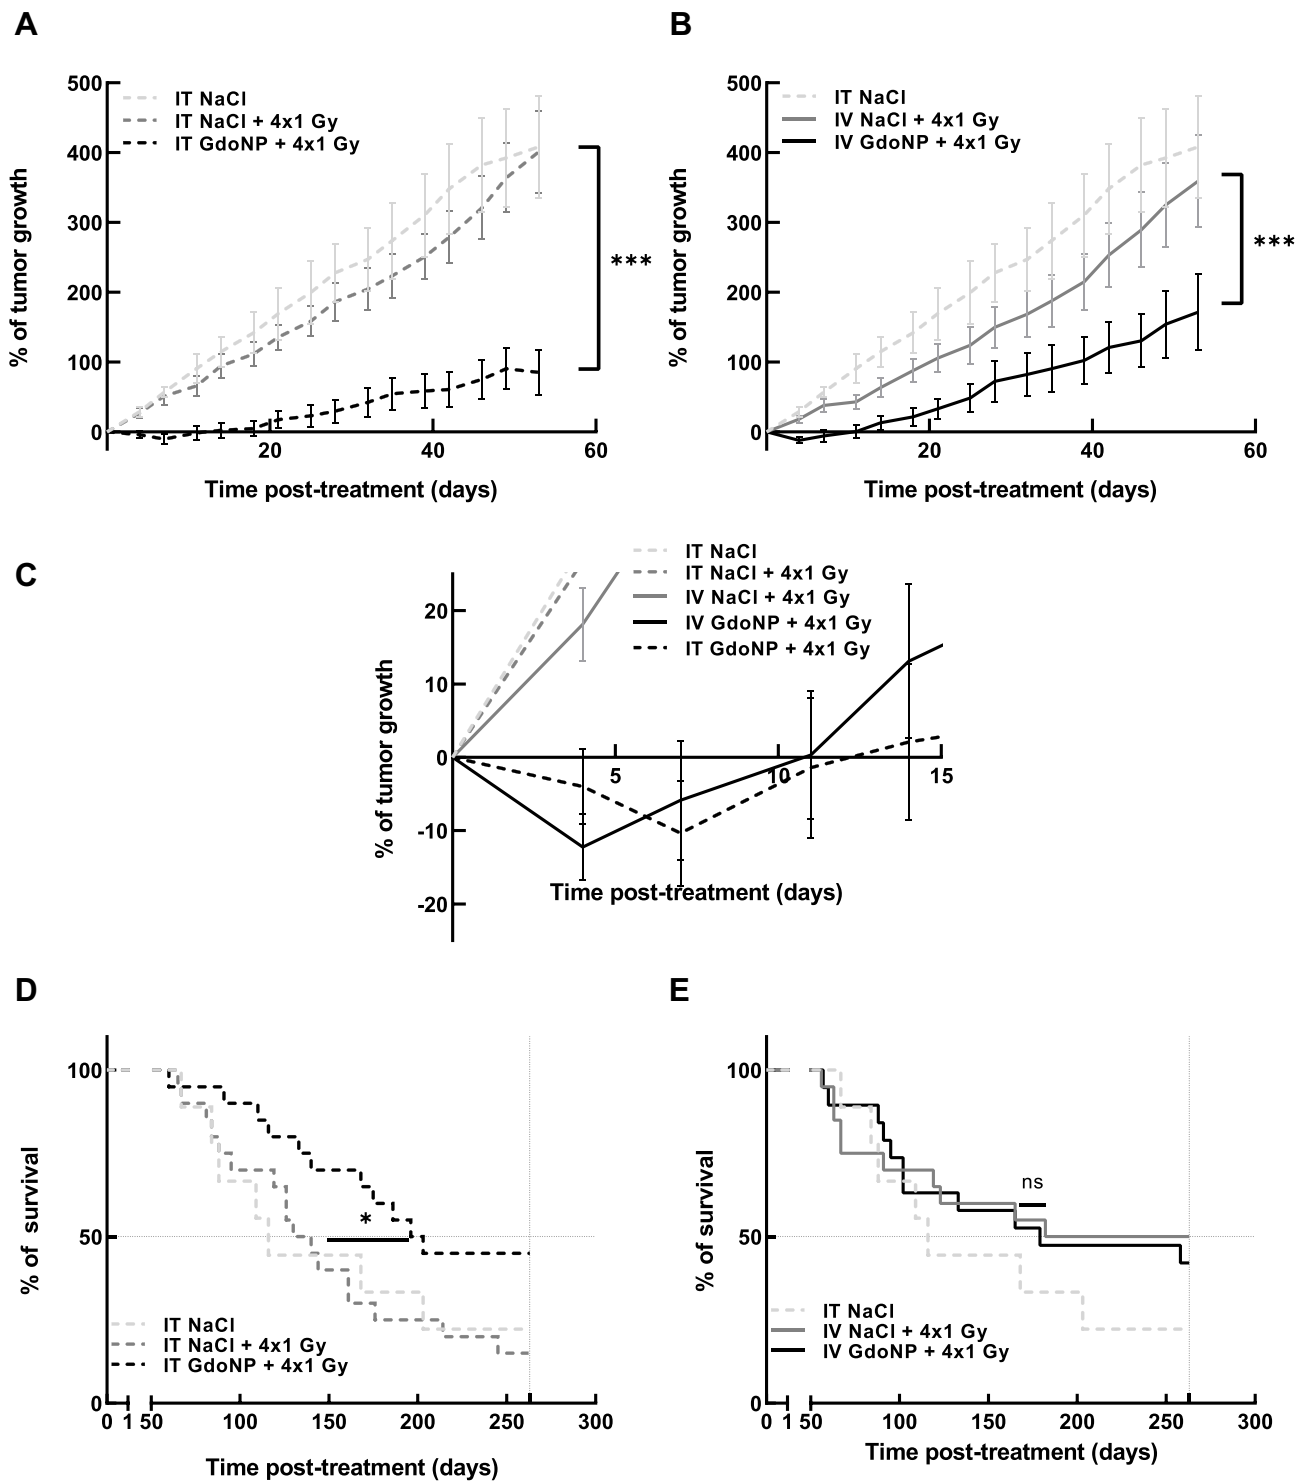 A
B
500
400
300
200
100
0
20
40
60
% of tumor growth
Time post-treatment (days)
IT NaCl
IT NaCl + 4x1 Gy
IT GdoNP + 4x1 Gy
***
500
400
300
200
100
0
20
40
60
% of tumor growth
Time post-treatment (days)
IT NaCl
IV NaCl + 4x1 Gy
IV GdoNP + 4x1 Gy
***
C
IT NaCl
IT NaCl + 4x1 Gy
IV NaCl + 4x1 Gy
IV GdoNP + 4x1 Gy
IT GdoNP + 4x1 Gy
20
10
0
-10
-20
5
10
15
% of tumor growth
Time post-treatment (days)
D
E
100
50
0
% of survival
*
IT NaCl
IT NaCl + 4x1 Gy
IT GdoNP + 4x1 Gy
0 1 50 100 150 200 250 300
Time post-treatment (days)
100
50
0
% of survival
ns
IT NaCl
IV NaCl + 4x1 Gy
IV GdoNP + 4x1 Gy
0 1 50 100 150 200 250 300
Time post-treatment (days)